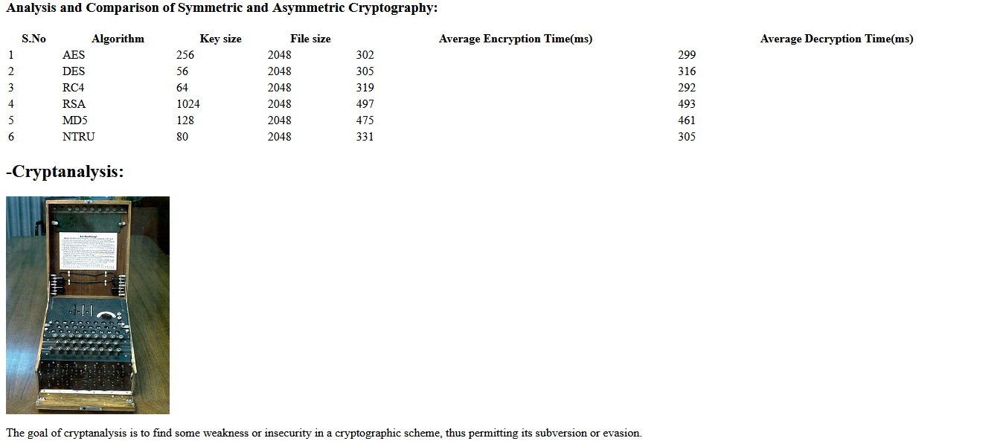 Analysis and Comparison of Symmetric and Asymmetric Cryptography:
S.No Algorithm Key size File size Average Encryption Time(ms) Average Decryption Time(ms)
1 AES 256 2048 302 299
2 DES 56 2048 305 316
3 RC4 64 2048 319 292
4 RSA 1024 2048 497 493
5 MD5 128 2048 475 461
6 NTRU 80 2048 331 305
-Cryptanalysis:
The goal of cryptanalysis is to find some weakness or insecurity in a cryptographic scheme, thus permitting its subversion or evasion.